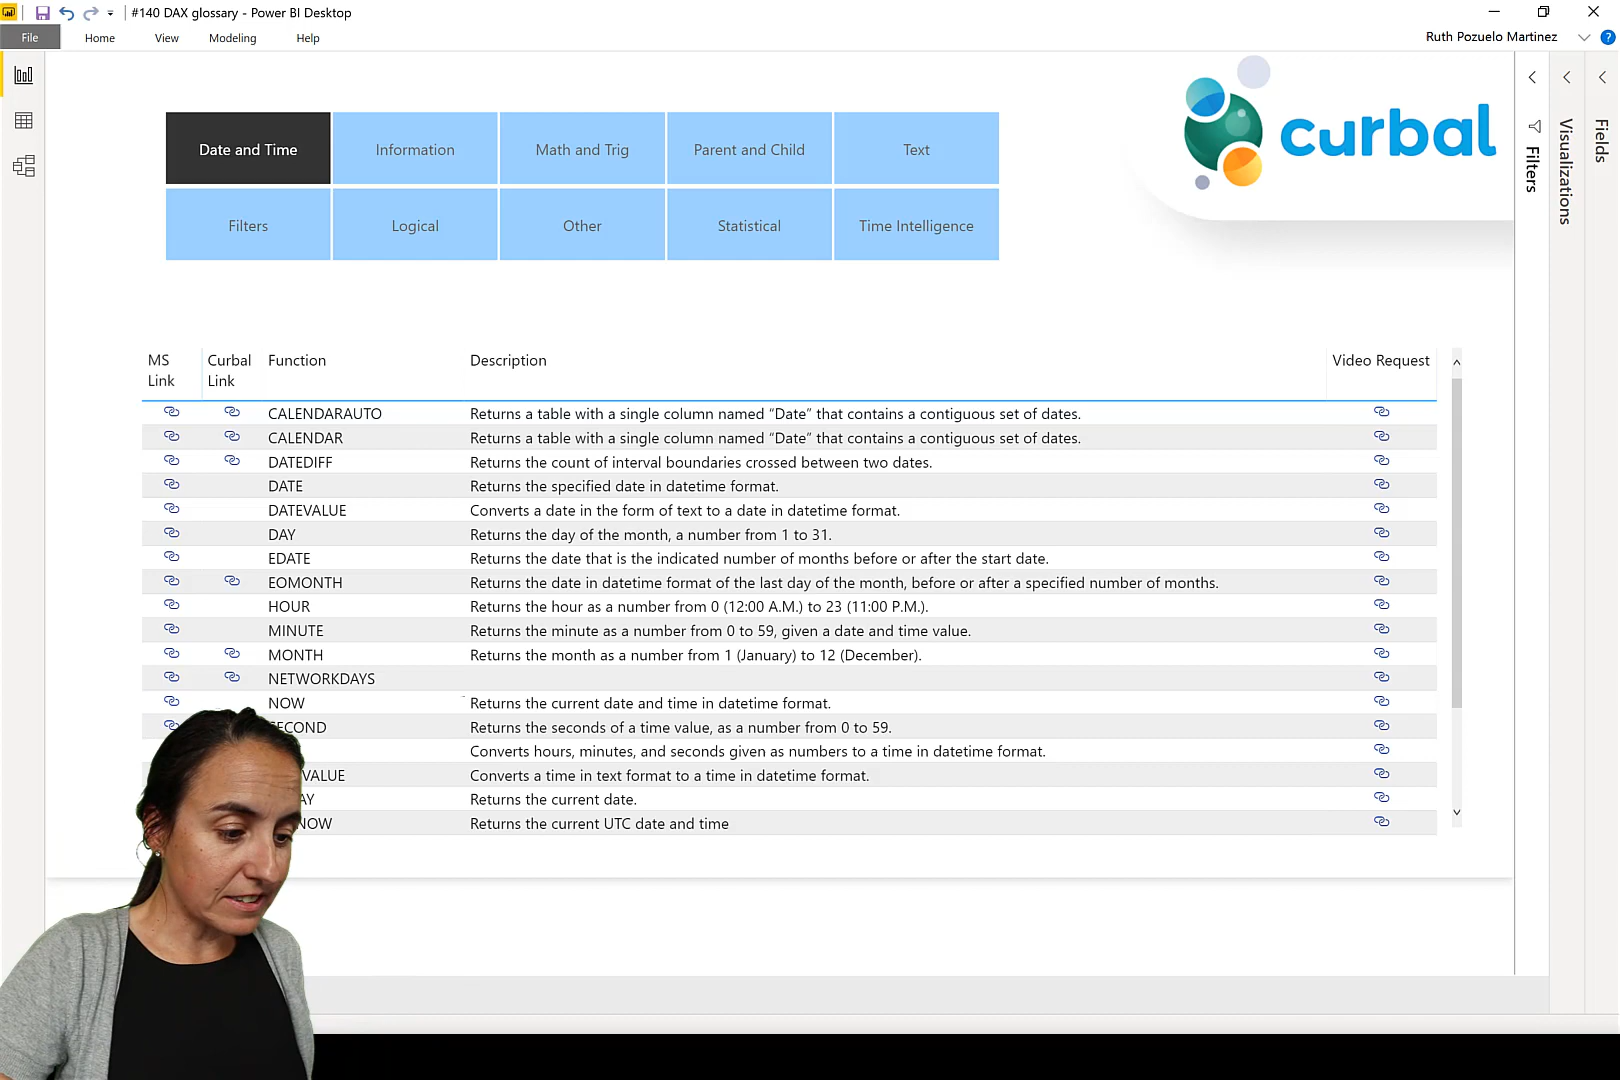 #140 DAX glossary - Power BI Desktop
File Home View Modeling Help
Ruth Pozuelo Martinez
?
curbal
Date and Time Information Math and Trig Parent and Child Text
Filters Logical Other Statistical Time Intelligence
Filters
Visualizations
Fields
MS Link Curbal Link Function Description Video Request
CALENDARAUTO Returns a table with a single column named “Date” that contains a contiguous set of dates.
CALENDAR Returns a table with a single column named “Date” that contains a contiguous set of dates.
DATEDIFF Returns the count of interval boundaries crossed between two dates.
DATE Returns the specified date in datetime format.
DATEVALUE Converts a date in the form of text to a date in datetime format.
DAY Returns the day of the month, a number from 1 to 31.
EDATE Returns the date that is the indicated number of months before or after the start date.
EOMONTH Returns the date in datetime format of the last day of the month, before or after a specified number of months.
HOUR Returns the hour as a number from 0 (12:00 A.M.) to 23 (11:00 P.M.).
MINUTE Returns the minute as a number from 0 to 59, given a date and time value.
MONTH Returns the month as a number from 1 (January) to 12 (December).
NETWORKDAYS
NOW Returns the current date and time in datetime format.
ECOND Returns the seconds of a time value, as a number from 0 to 59.
Converts hours, minutes, and seconds given as numbers to a time in datetime format.
VALUE Converts a time in text format to a time in datetime format.
AY Returns the current date.
NOW Returns the current UTC date and time